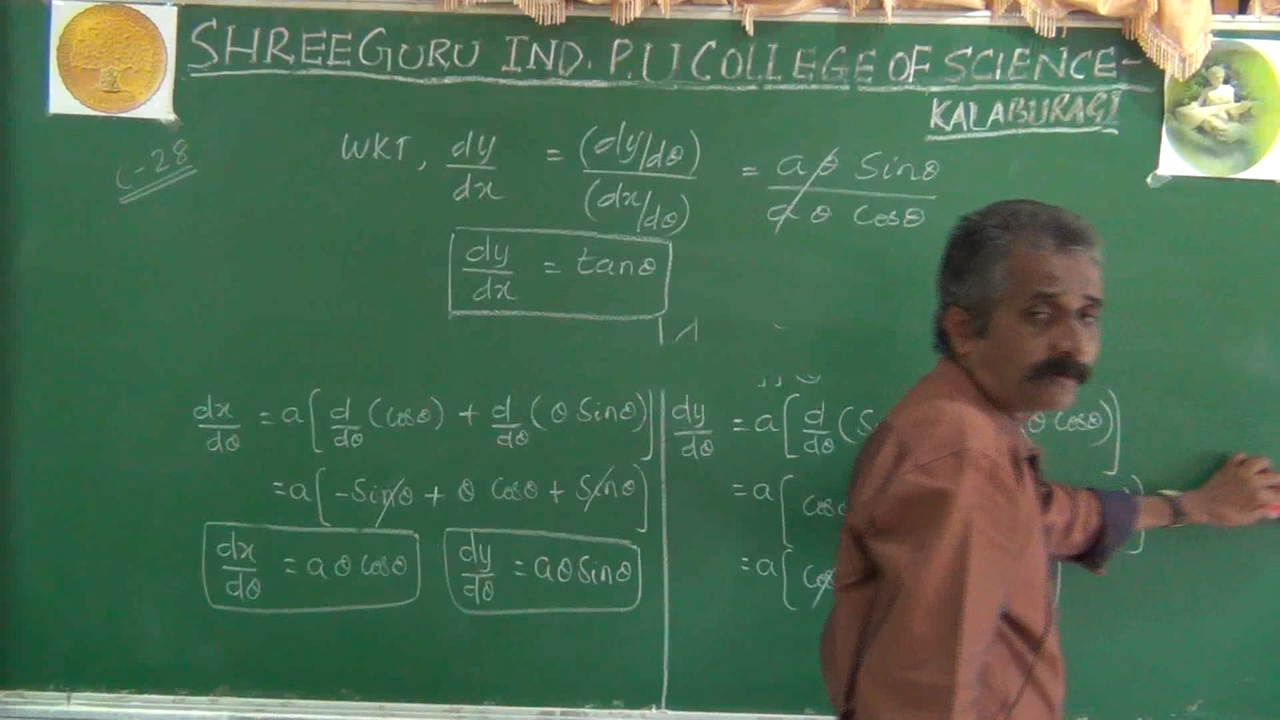 SHREEGURU IND. P.U COLLEGE OF SCIENCE-
KALABURAGI
C-28
WKT, dy/dx = (dy/dθ)/(dx/dθ) = aθ Sinθ / aθ Cosθ
dy/dx = tanθ
dx/dθ = a[d/dθ (Cosθ) + d/dθ (θ Sinθ)]
= a[-Sinθ + θ Cosθ + Sinθ]
dx/dθ = aθ Cosθ
dy/dθ = aθ Sinθ
dy/dθ = a[d/dθ (S θ Cosθ)]
= a[Cosθ ]
= a[Cosθ